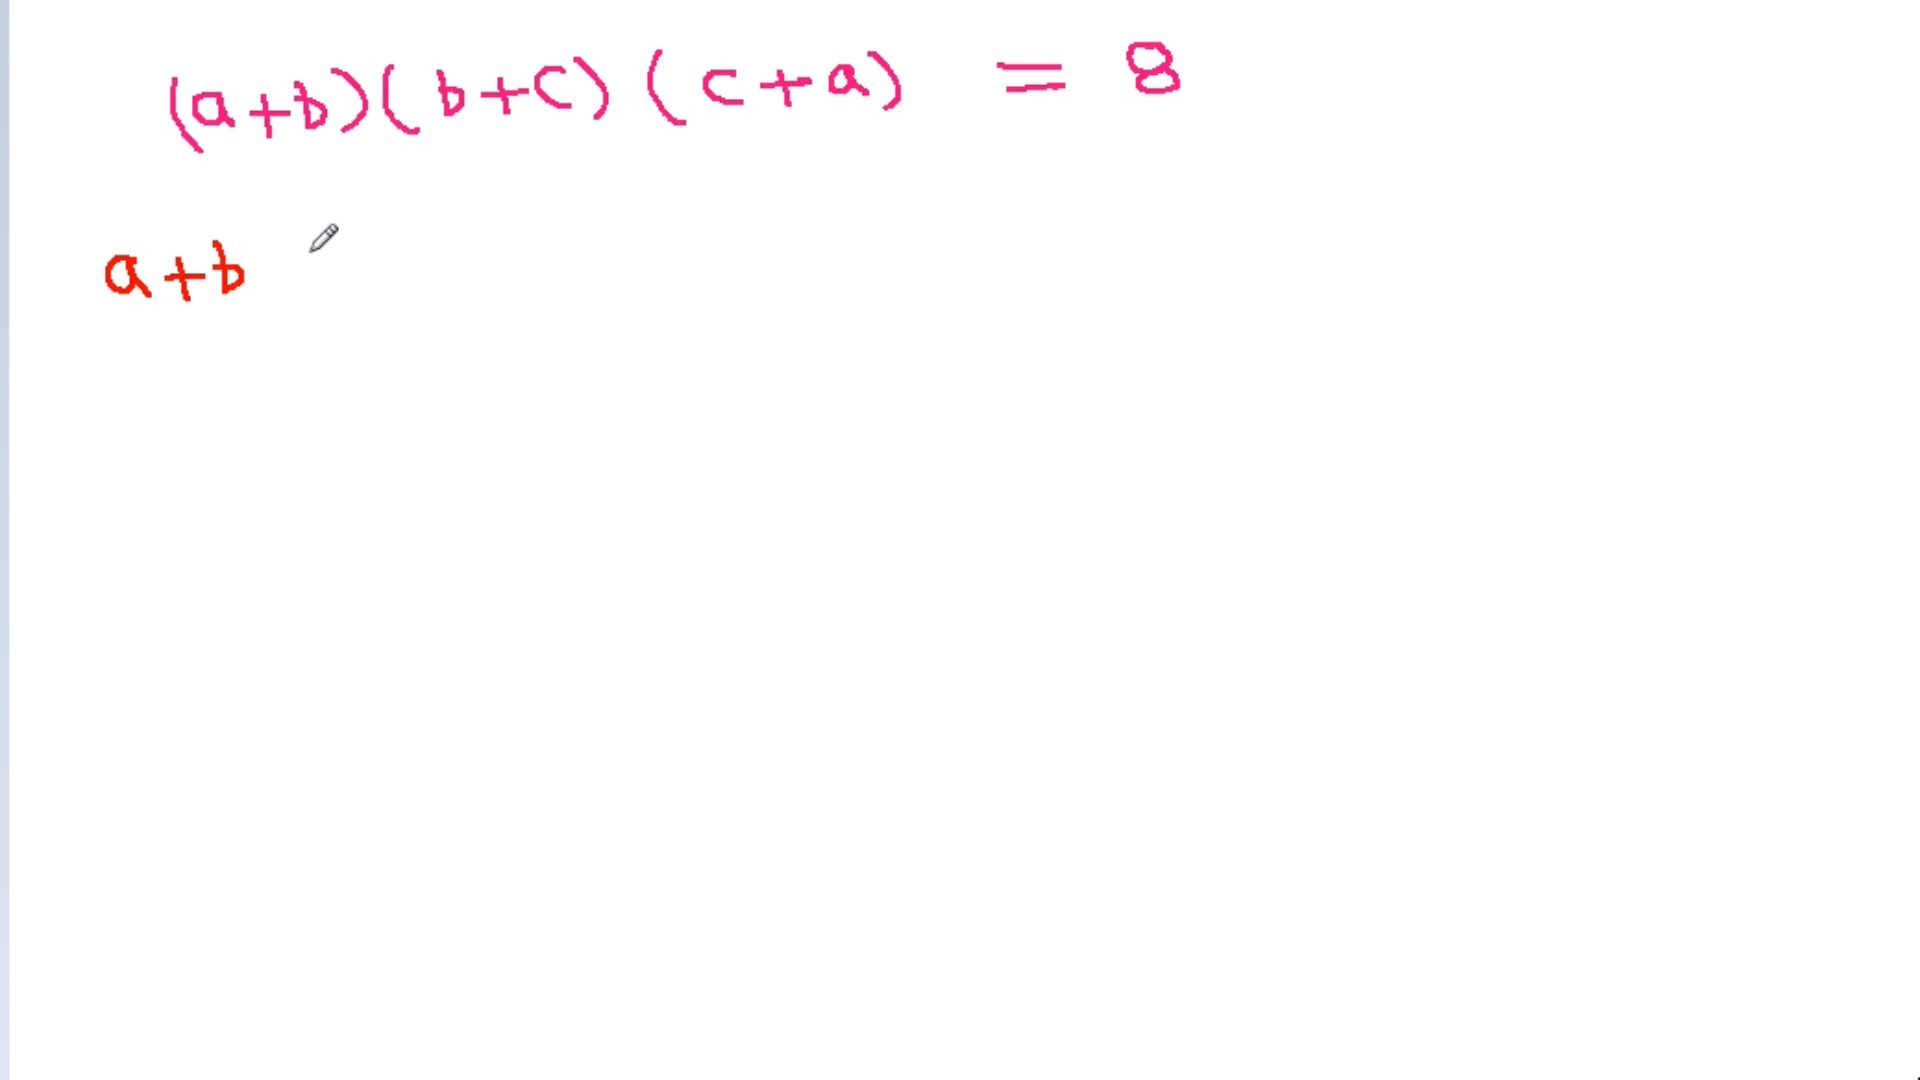 (a+b)(b+c)(c+a) = 8
a+b